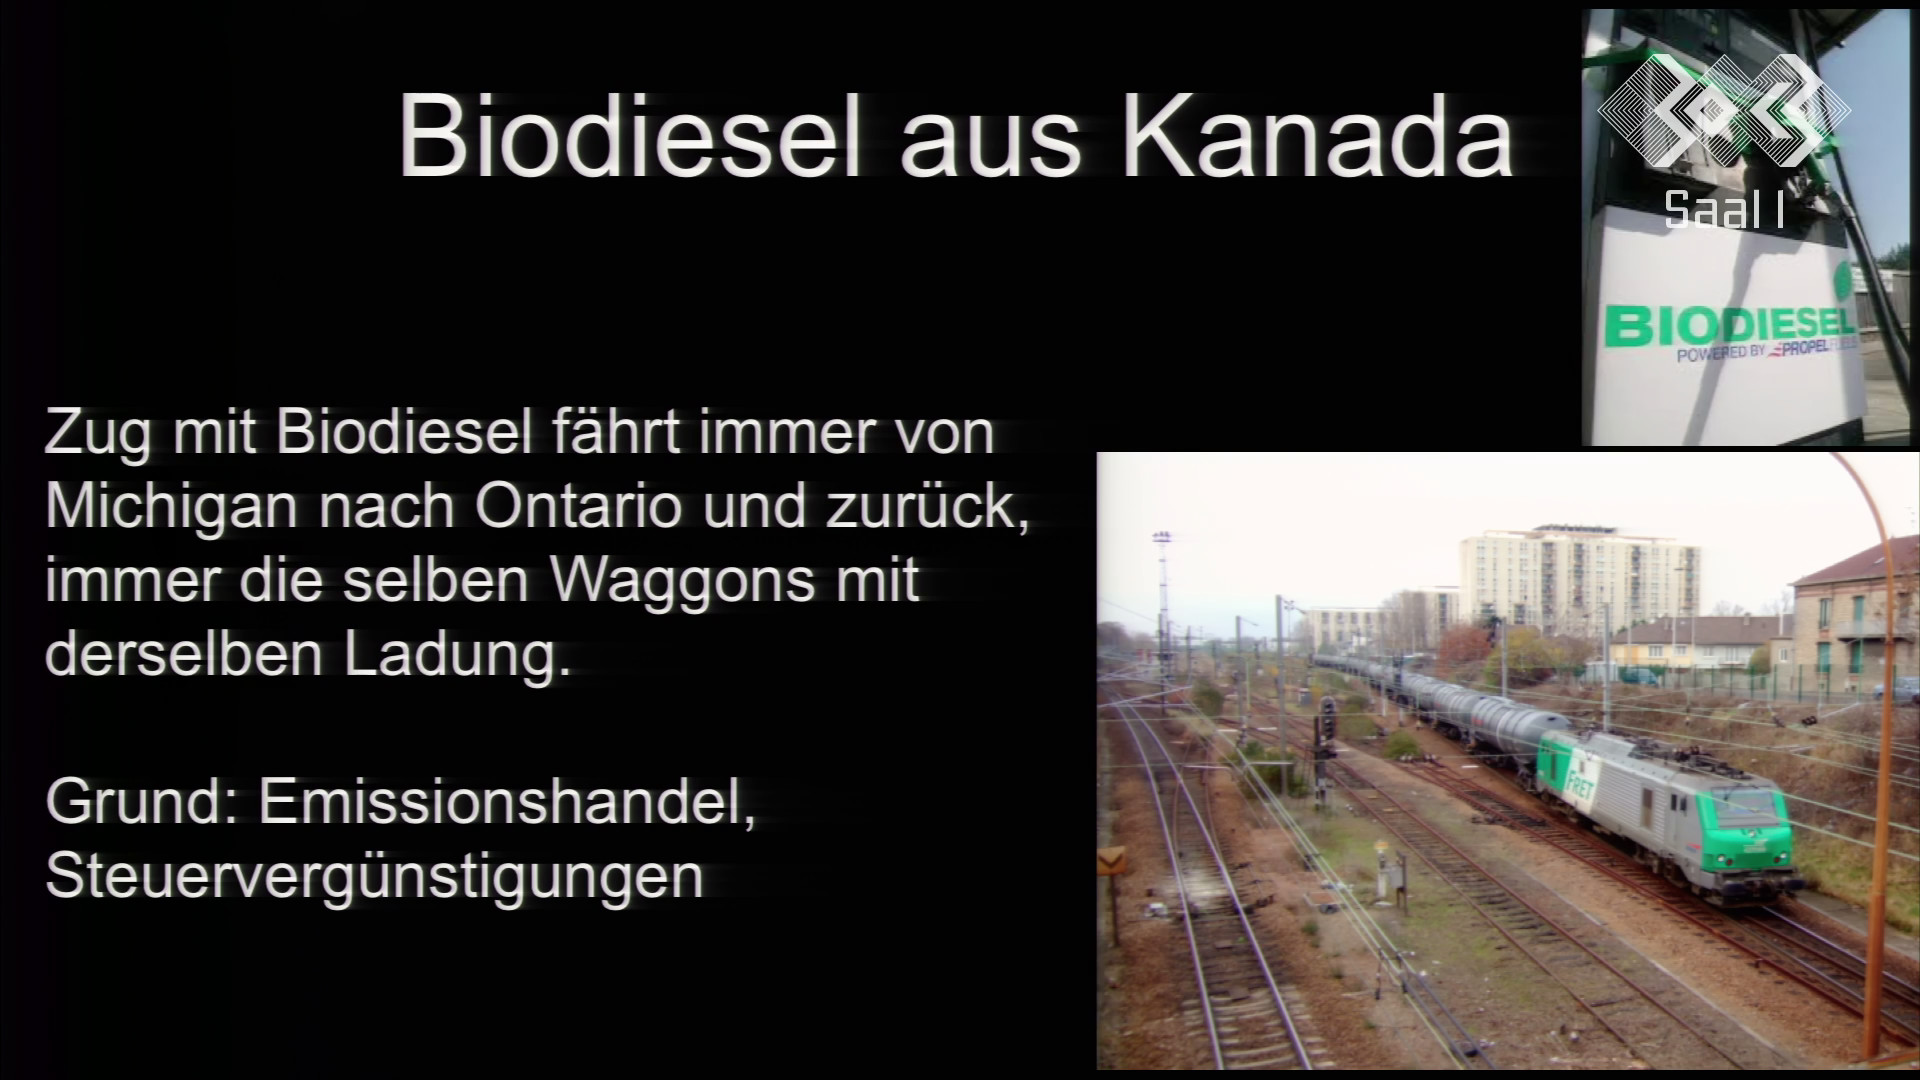 Biodiesel aus Kanada
Saal 1
BIODIESEL
POWERED BY PROPEL FUELS
Zug mit Biodiesel fährt immer von
Michigan nach Ontario und zurück,
immer die selben Waggons mit
derselben Ladung.
FRET
Grund: Emissionshandel,
Steuervergünstigungen